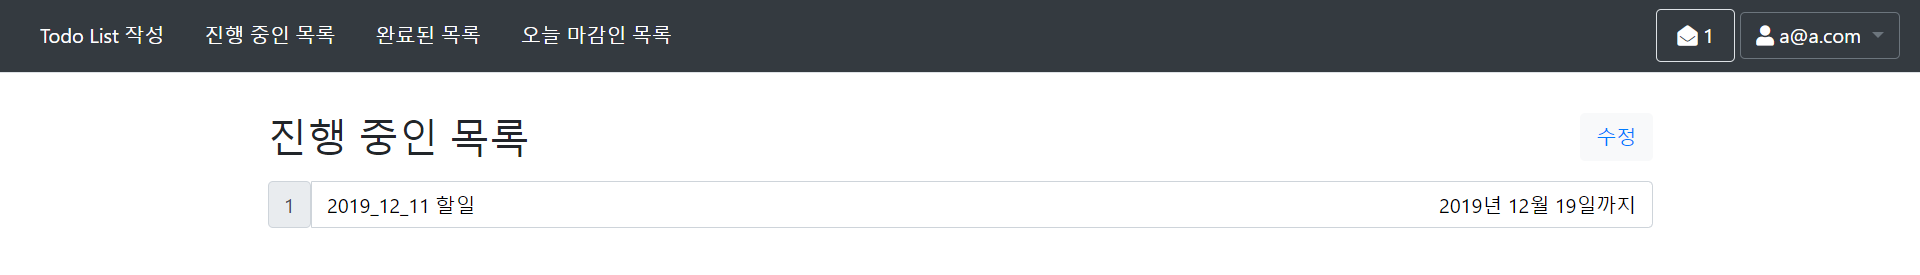 Todo List 작성 진행 중인 목록 완료된 목록 오늘 마감인 목록 1 a@a.com
진행 중인 목록 수정
1 2019_12_11 할일 2019년 12월 19일까지